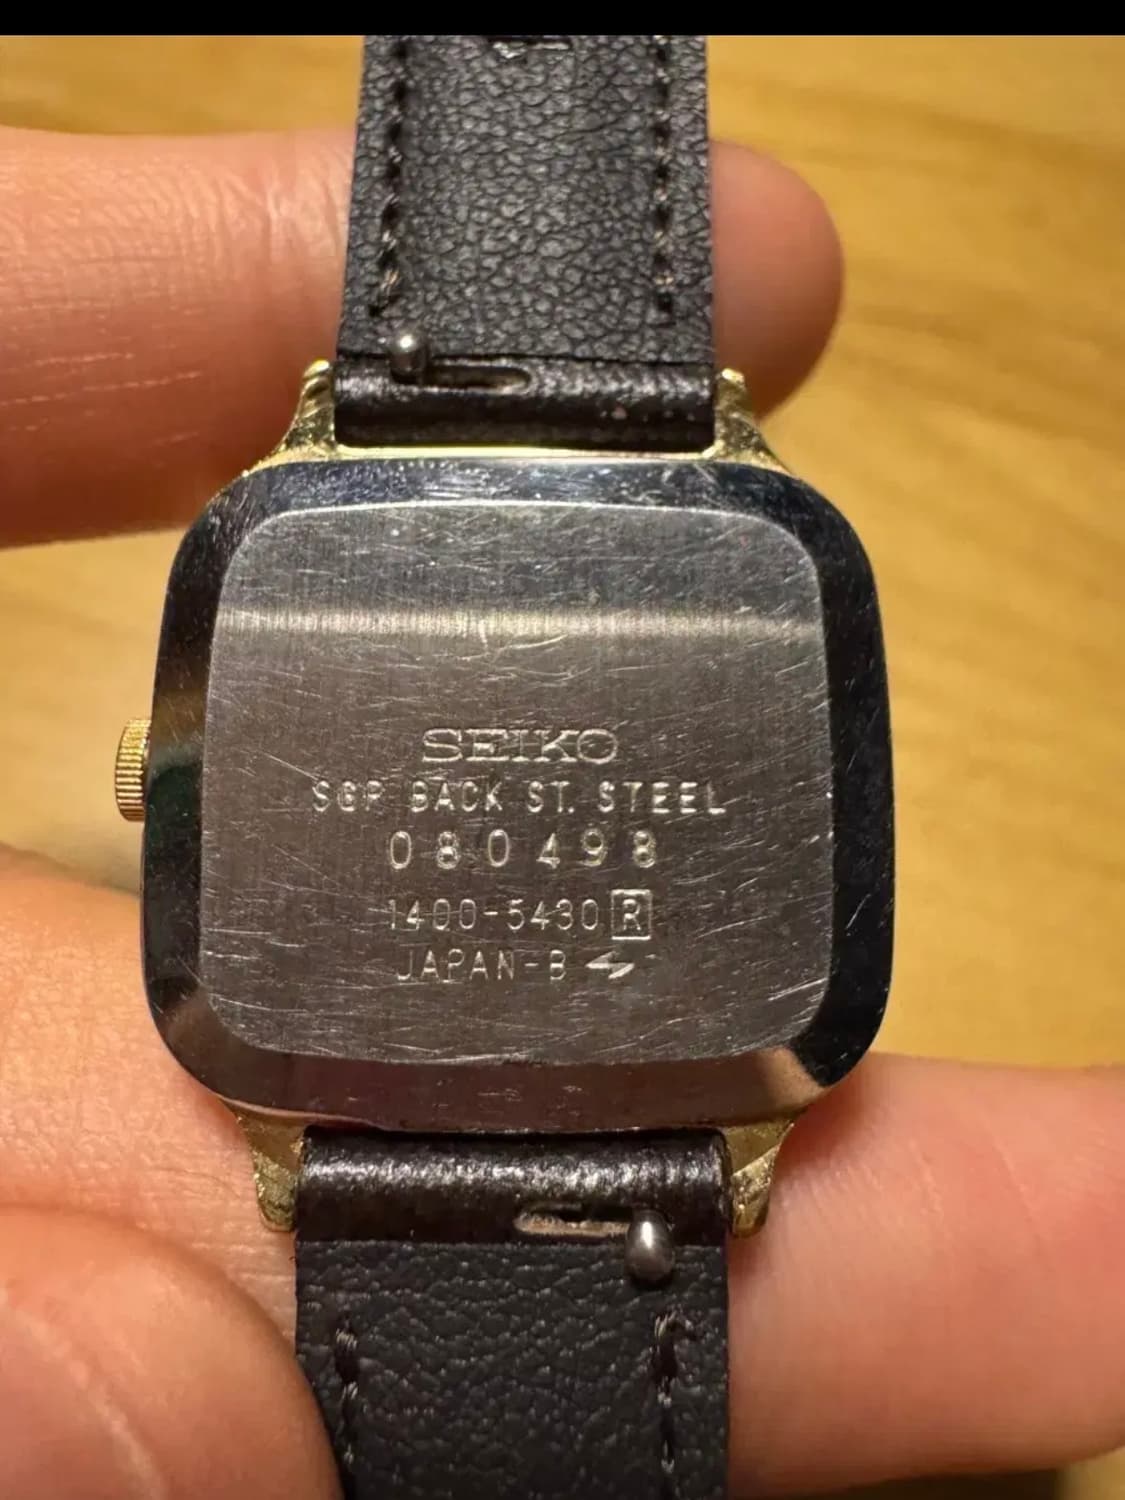 SEIKO
SGP BACK ST. STEEL
080498
1400-5430 R
JAPAN-B